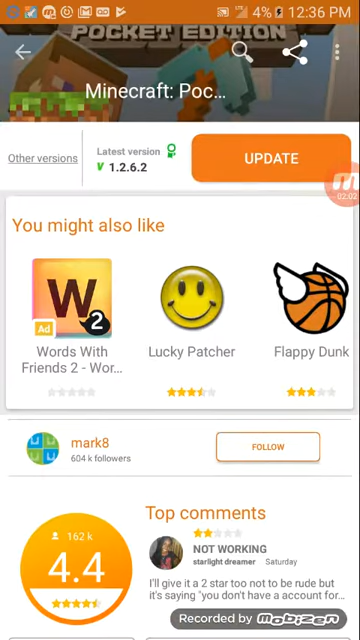 4% 12:36 PM
POCKET EDITION
Minecraft: Poc...
Other versions
Latest version
V 1.2.6.2
UPDATE
02:02
You might also like
W
2
Ad
Words With
Friends 2 - Wor...
Lucky Patcher
Flappy Dunk
mark8
604 k followers
FOLLOW
162 k
4.4
Top comments
NOT WORKING
starlight dreamer Saturday
I'll give it a 2 star too not to be rude but
it's saying "you don't have a account for...
Recorded by Mobizen